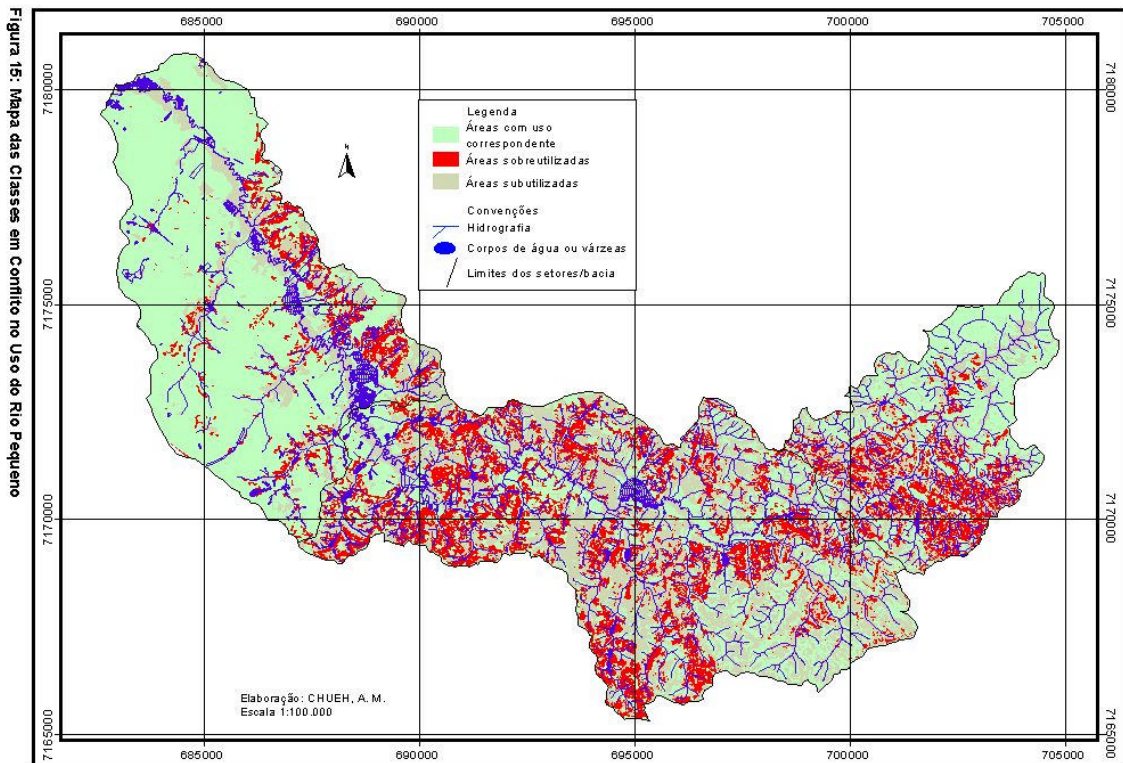 Figura 15: Mapa das Classes em Conflito no Uso do Rio Pequeno
685000
690000
695000
700000
705000
7180000
7180000
N
Legenda
Áreas com uso
correspondente
Áreas sobreutilizadas
Áreas subutilizadas
Convenções
Hidrografia
Corpos de água ou várzeas
Limites dos setores/bacia
7175000
7175000
7170000
7170000
Elaboração: CHUEH, A. M.
Escala 1:100.000
7165000
7165000
685000
690000
695000
700000
705000